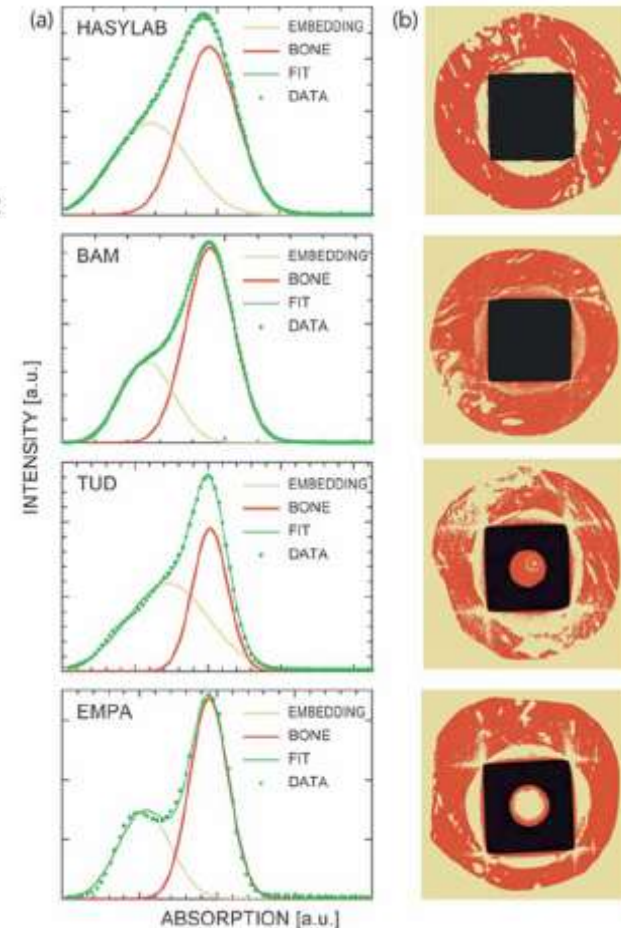 (a)
(b)
HASYLAB
EMBEDDING
BONE
FIT
DATA
BAM
EMBEDDING
BONE
FIT
DATA
TUD
EMBEDDING
BONE
FIT
DATA
EMPA
EMBEDDING
BONE
FIT
DATA
INTENSITY [a.u.]
ABSORPTION [a.u.]